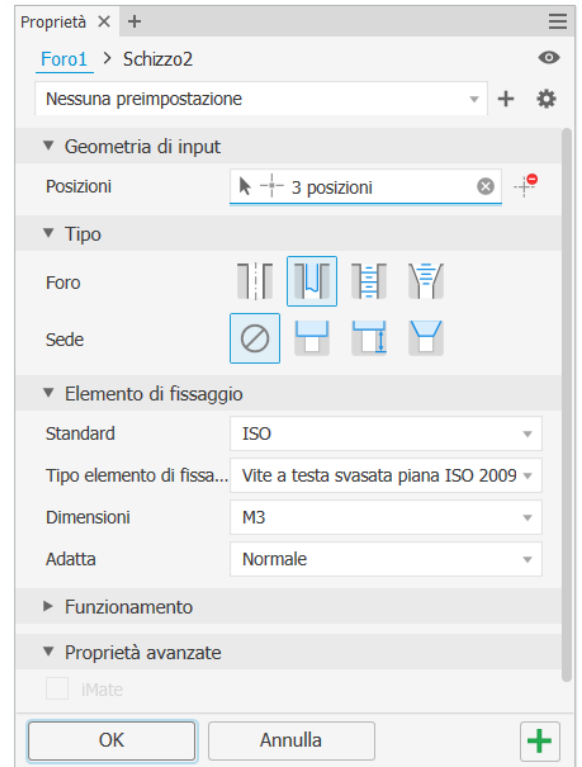 Proprietà
Foro1 > Schizzo2
Nessuna preimpostazione
Geometria di input
Posizioni 3 posizioni
Tipo
Foro
Sede
Elemento di fissaggio
Standard ISO
Tipo elemento di fissa... Vite a testa svasata piana ISO 2009
Dimensioni M3
Adatta Normale
Funzionamento
Proprietà avanzate
iMate
OK Annulla